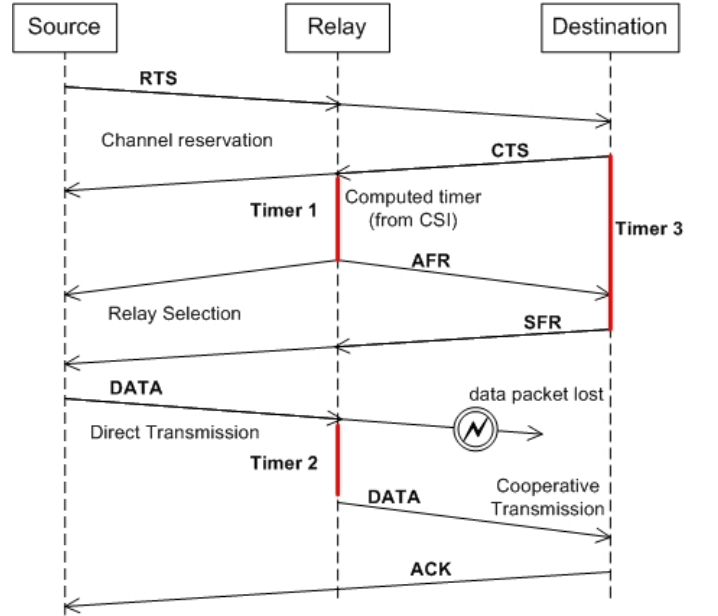 Source
Relay
Destination
RTS
Channel reservation
CTS
Timer 1
Computed timer
(from CSI)
Timer 3
AFR
Relay Selection
SFR
DATA
data packet lost
Direct Transmission
Timer 2
DATA
Cooperative
Transmission
ACK